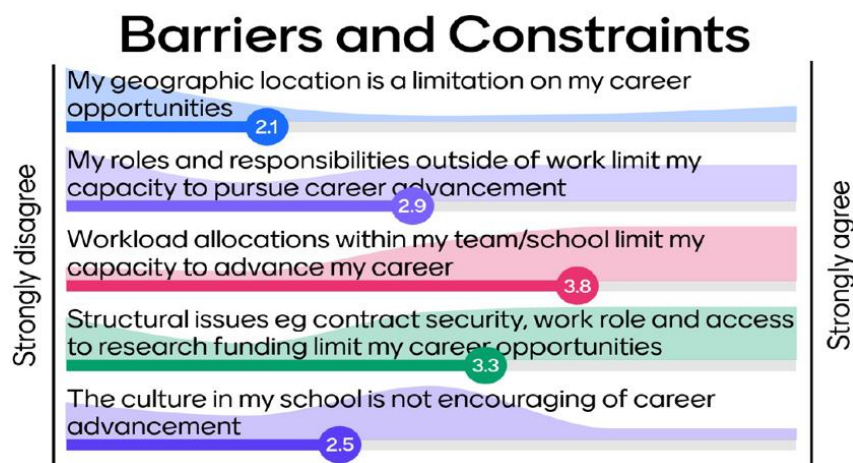 Barriers and Constraints
Strongly disagree
My geographic location is a limitation on my career
opportunities
2.1
My roles and responsibilities outside of work limit my
capacity to pursue career advancement
2.9
Workload allocations within my team/school limit my
capacity to advance my career
3.8
Structural issues eg contract security, work role and access
to research funding limit my career opportunities
3.3
The culture in my school is not encouraging of career
advancement
2.5
Strongly agree